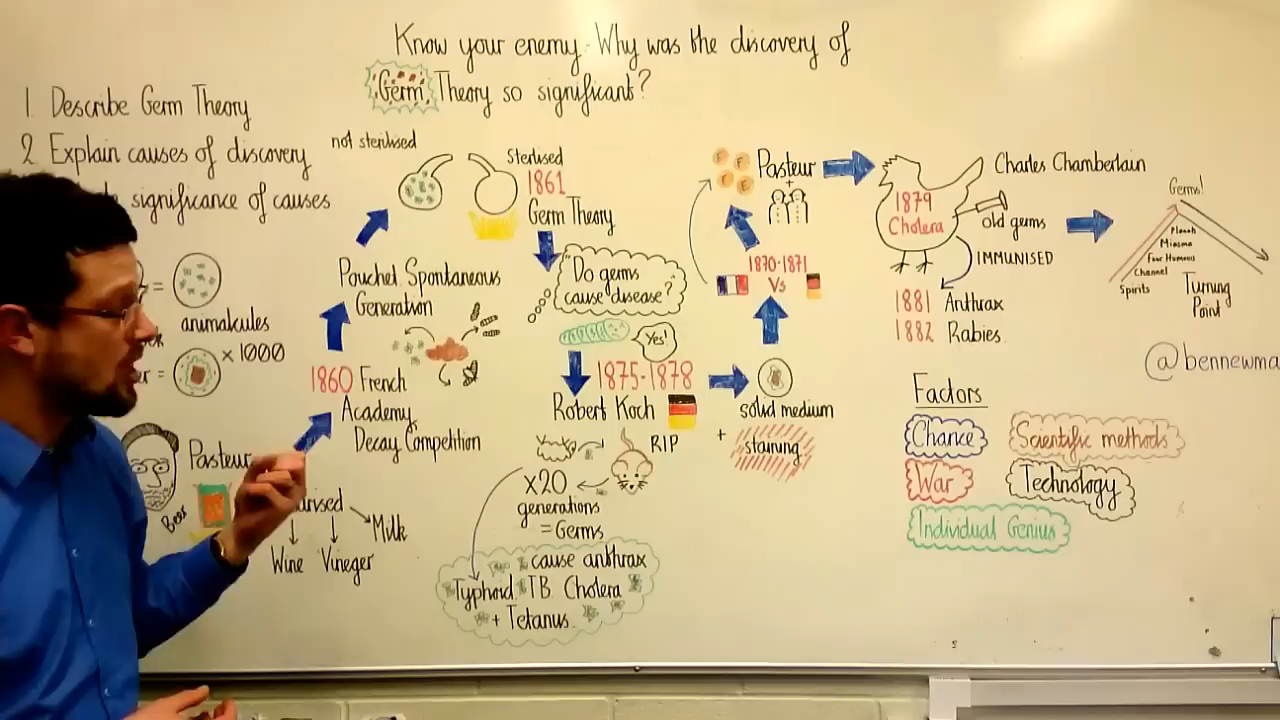 Know your enemy. Why was the discovery of
Germ Theory so significant?
1. Describe Germ Theory
2. Explain causes of discovery
significance of causes
=
animalcules
x 1000
=
Pasteur
Beer
Wine Vineger
Milk
1860 French
Academy
Decay Competition
Pouchet Spontaneous
Generation
not sterilised
Sterilised
1861
Germ Theory
"Do germs
cause disease?"
Yes!
1875-1878
Robert Koch
RIP
x20
generations
= Germs
cause anthrax
Typhoid TB Cholera
+ Tetanus
solid medium
+ staining
1870-1871
Vs
F F
F F
Pasteur
+
1879
Cholera
Charles Chamberlain
old germs
IMMUNISED
1881 Anthrax
1882 Rabies
Germs!
Planets
Miasma
Four Humours
Channel
Spirits
Turning
Point
@bennewma
Factors
Chance
Scientific methods
War
Technology
Individual Genius